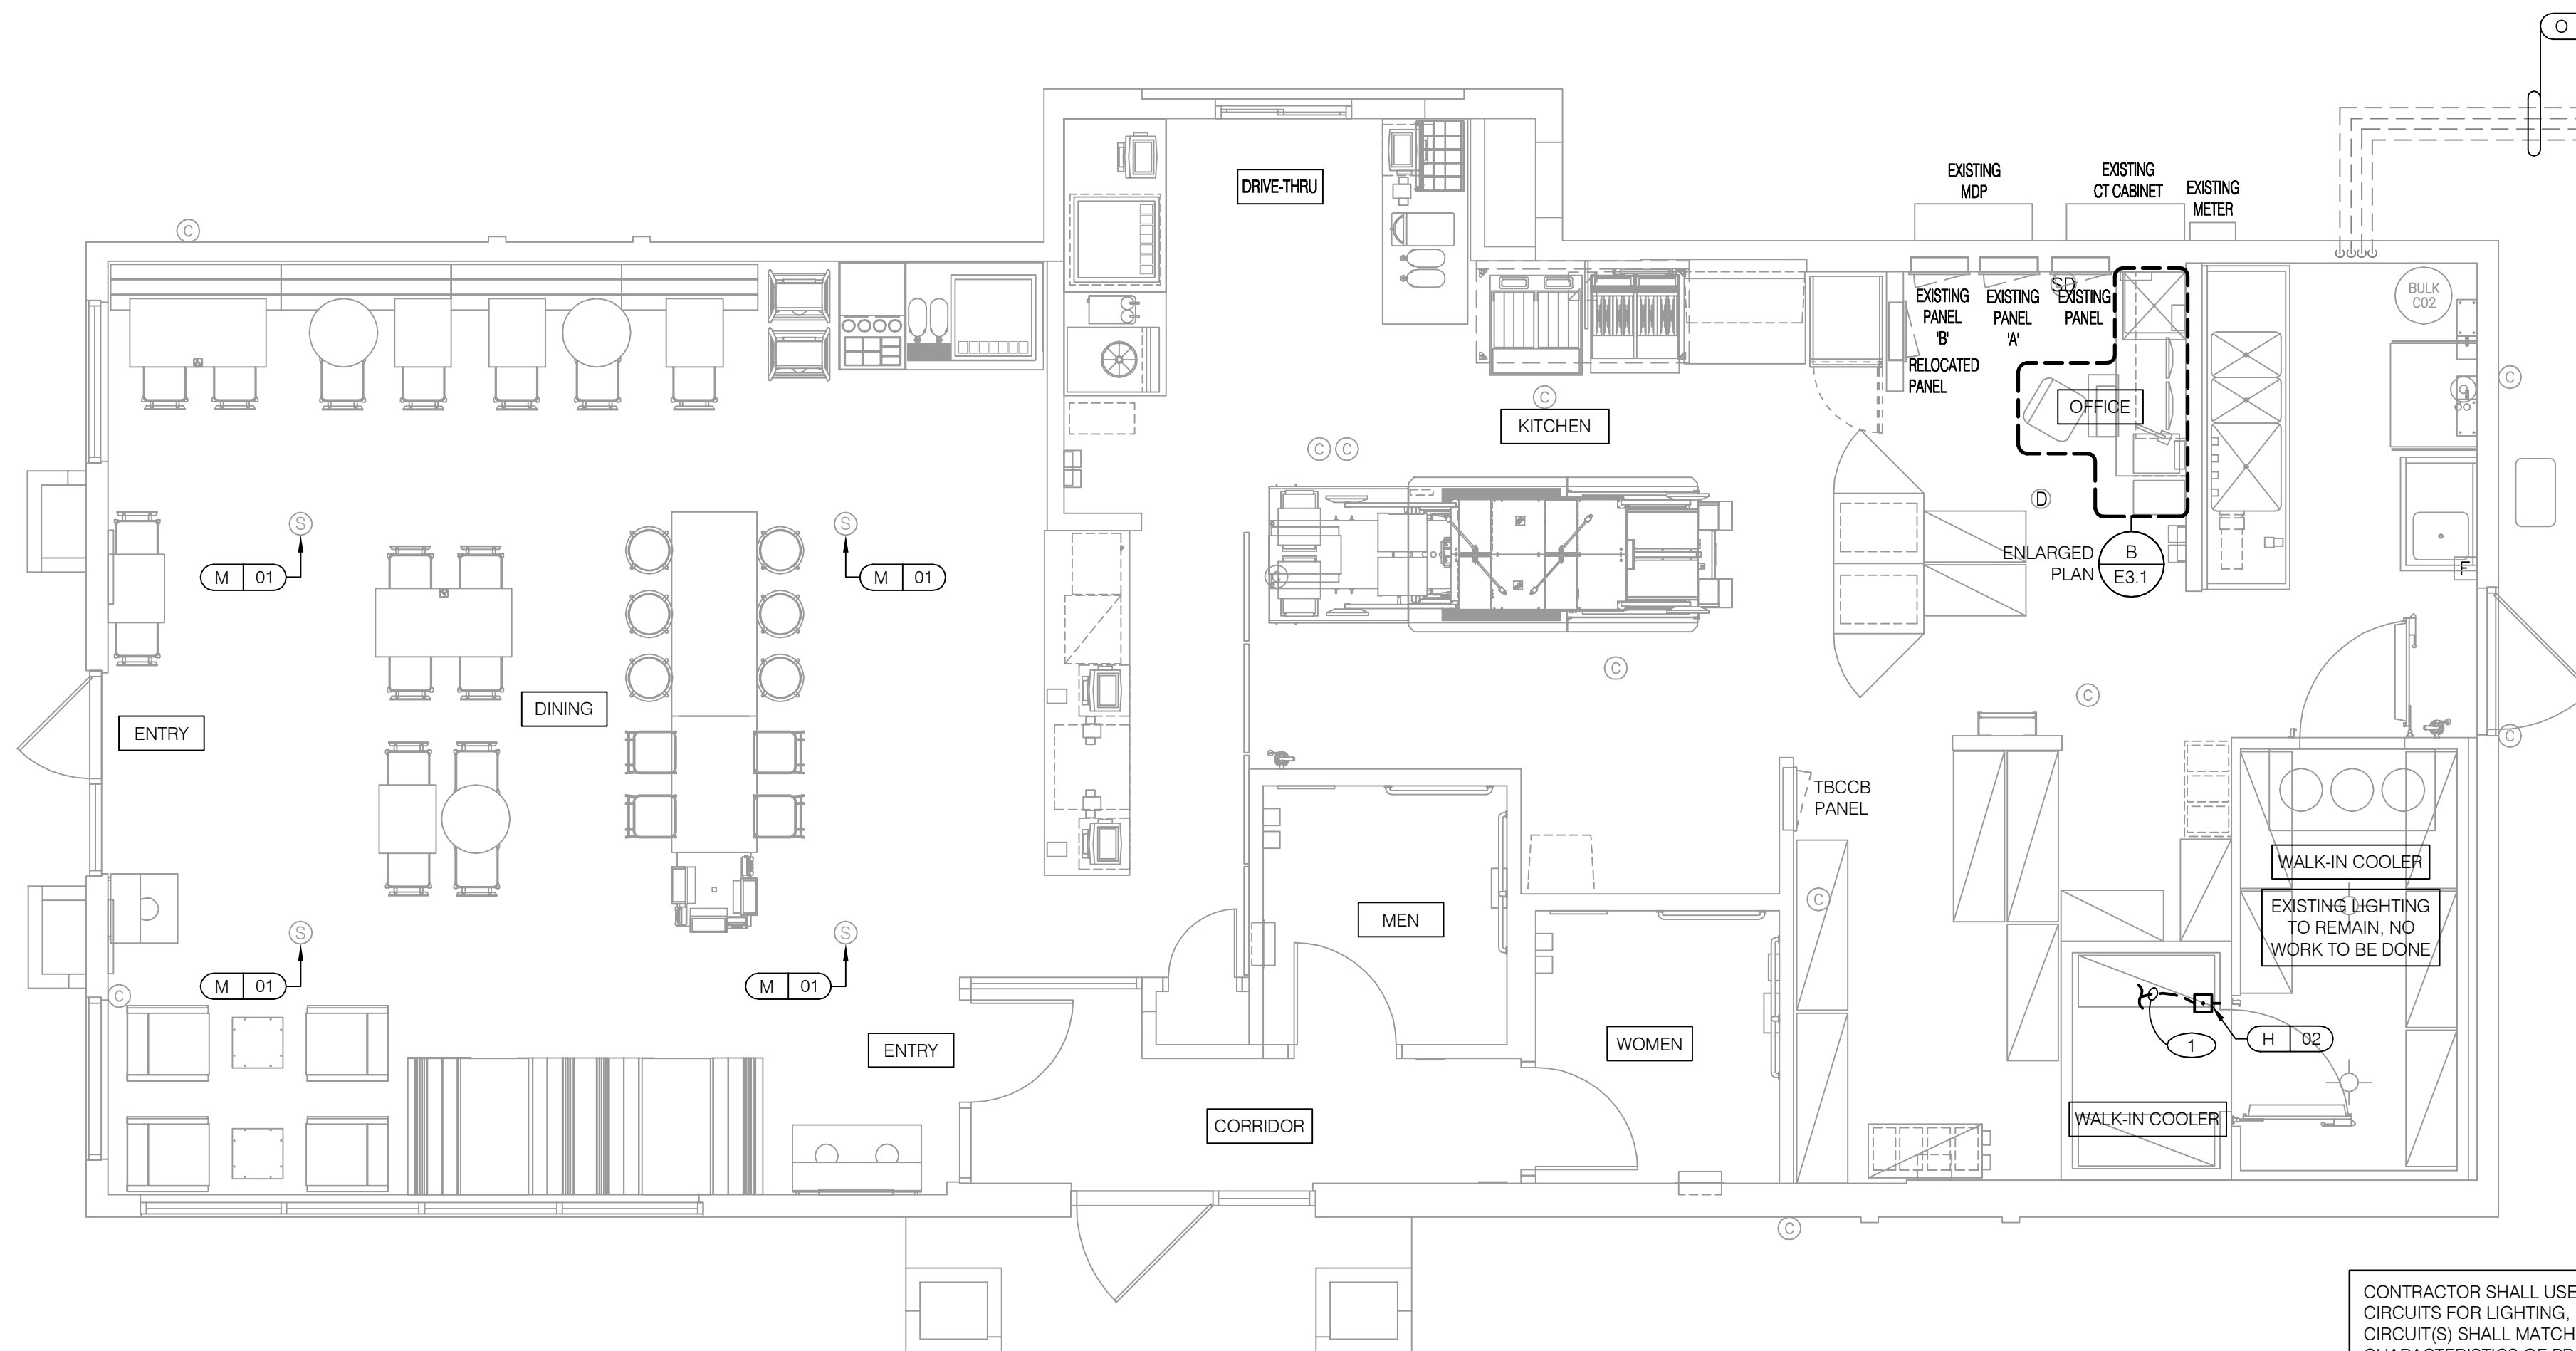 O
DRIVE-THRU
EXISTING
MDP
EXISTING
CT CABINET
EXISTING
METER
C
SD
EXISTING
PANEL
'B'
EXISTING
PANEL
'A'
EXISTING
PANEL
BULK
CO2
RELOCATED
PANEL
C
C
OFFICE
KITCHEN
C
C
D
S
S
ENLARGED
PLAN
B
E3.1
F
M 01
M 01
C
C
C
DINING
ENTRY
C
TBCCB
PANEL
WALK-IN COOLER
C
EXISTING LIGHTING
TO REMAIN, NO
WORK TO BE DONE
MEN
S
S
M 01
M 01
C
H 02
1
ENTRY
WOMEN
CORRIDOR
WALK-IN COOLER
C
CONTRACTOR SHALL USE
CIRCUITS FOR LIGHTING,
CIRCUIT(S) SHALL MATCH